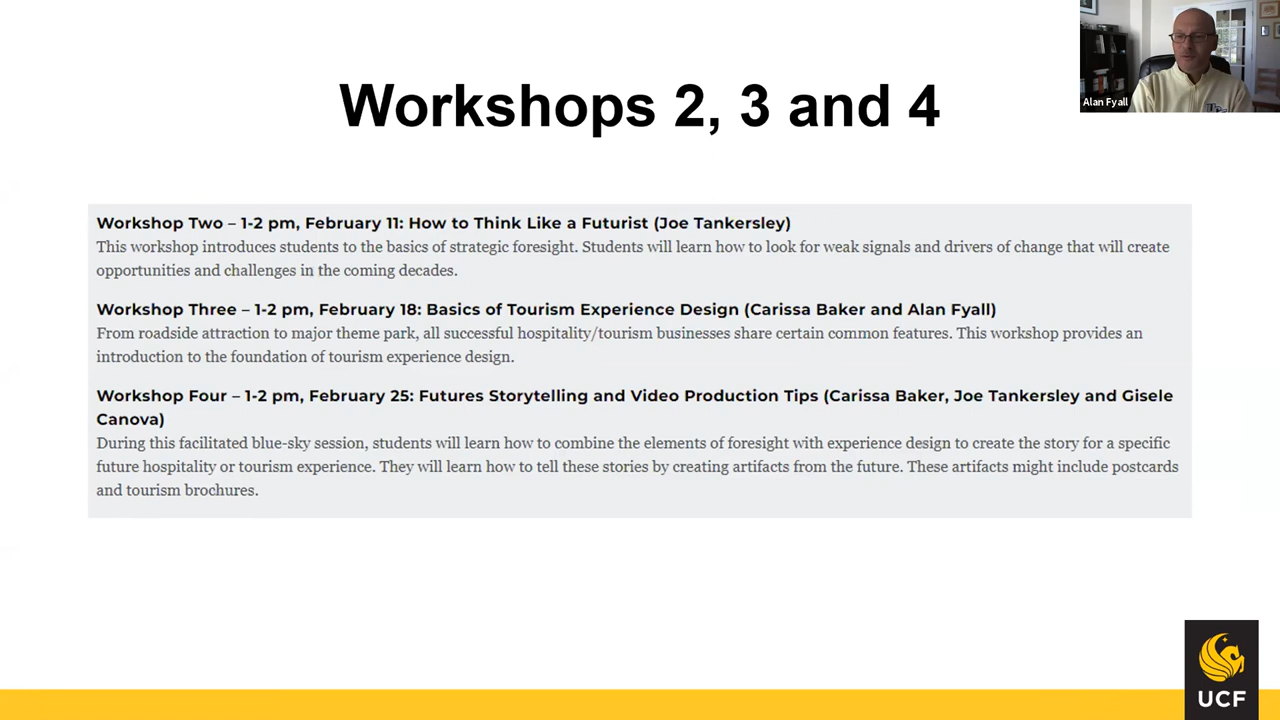 Alan Fyall
Workshops 2, 3 and 4
Workshop Two – 1-2 pm, February 11: How to Think Like a Futurist (Joe Tankersley)
This workshop introduces students to the basics of strategic foresight. Students will learn how to look for weak signals and drivers of change that will create
opportunities and challenges in the coming decades.
Workshop Three – 1-2 pm, February 18: Basics of Tourism Experience Design (Carissa Baker and Alan Fyall)
From roadside attraction to major theme park, all successful hospitality/tourism businesses share certain common features. This workshop provides an
introduction to the foundation of tourism experience design.
Workshop Four – 1-2 pm, February 25: Futures Storytelling and Video Production Tips (Carissa Baker, Joe Tankersley and Gisele
Canova)
During this facilitated blue-sky session, students will learn how to combine the elements of foresight with experience design to create the story for a specific
future hospitality or tourism experience. They will learn how to tell these stories by creating artifacts from the future. These artifacts might include postcards
and tourism brochures.
UCF